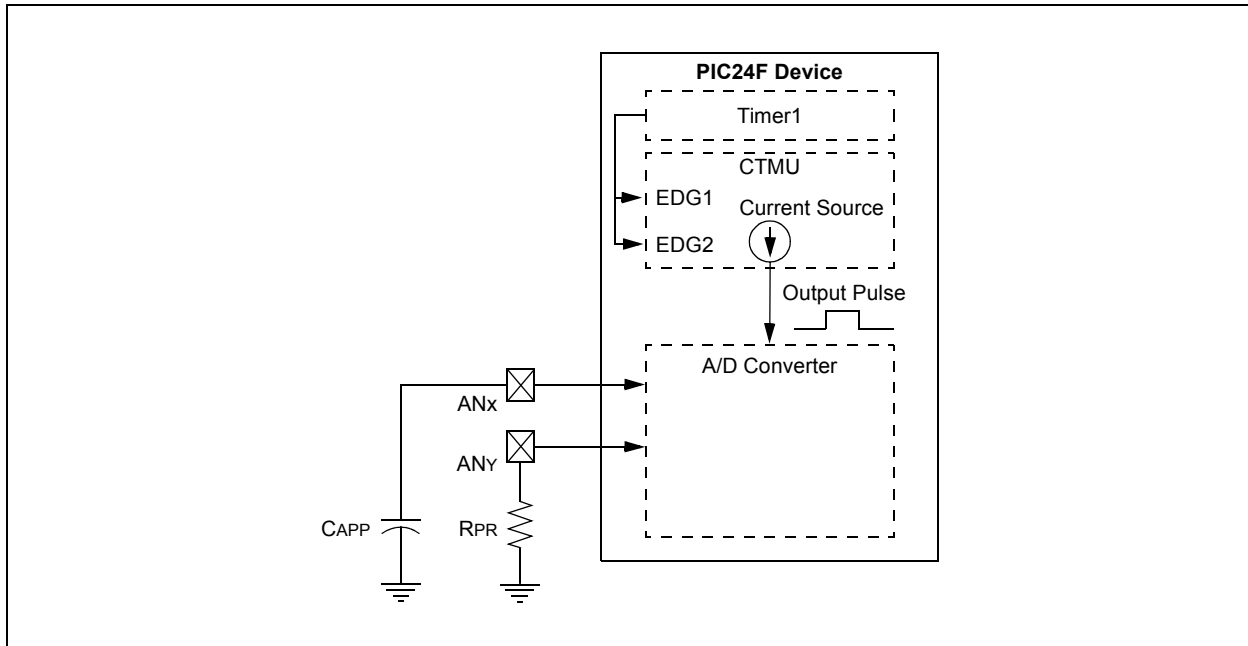 PIC24F Device
Timer1
CTMU
EDG1
Current Source
EDG2
Output Pulse
A/D Converter
ANx
ANY
CAPP
RPR